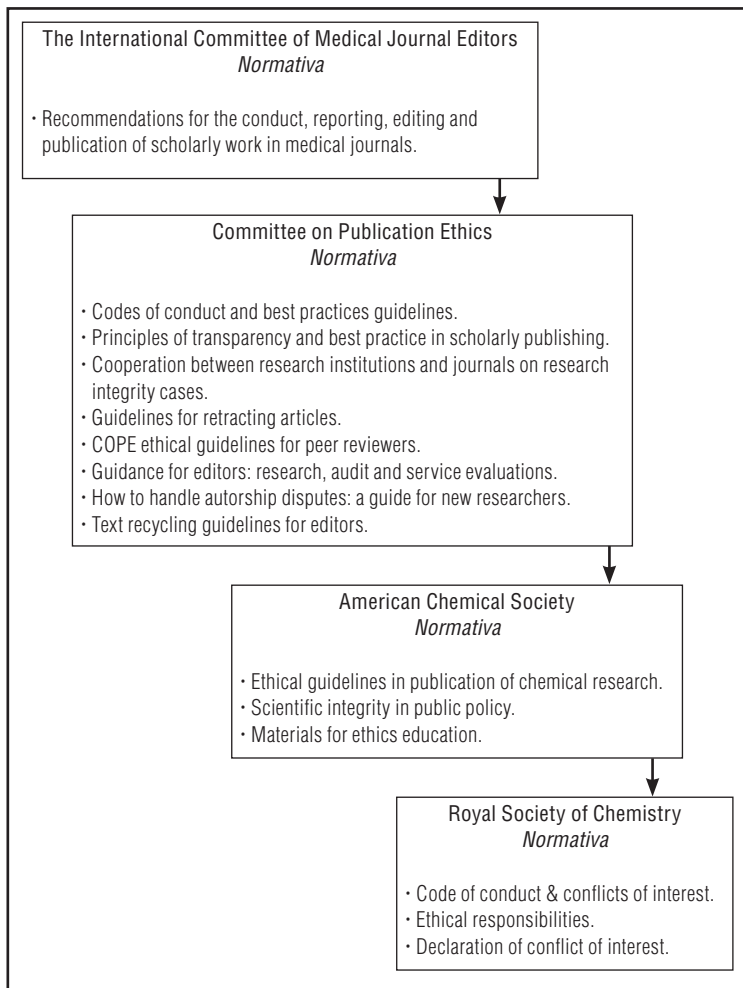 The International Committee of Medical Journal Editors
Normativa
· Recommendations for the conduct, reporting, editing and
publication of scholarly work in medical journals.
Committee on Publication Ethics
Normativa
· Codes of conduct and best practices guidelines.
· Principles of transparency and best practice in scholarly publishing.
· Cooperation between research institutions and journals on research
integrity cases.
· Guidelines for retracting articles.
· COPE ethical guidelines for peer reviewers.
· Guidance for editors: research, audit and service evaluations.
· How to handle autorship disputes: a guide for new researchers.
· Text recycling guidelines for editors.
American Chemical Society
Normativa
· Ethical guidelines in publication of chemical research.
· Scientific integrity in public policy.
· Materials for ethics education.
Royal Society of Chemistry
Normativa
· Code of conduct & conflicts of interest.
· Ethical responsibilities.
· Declaration of conflict of interest.